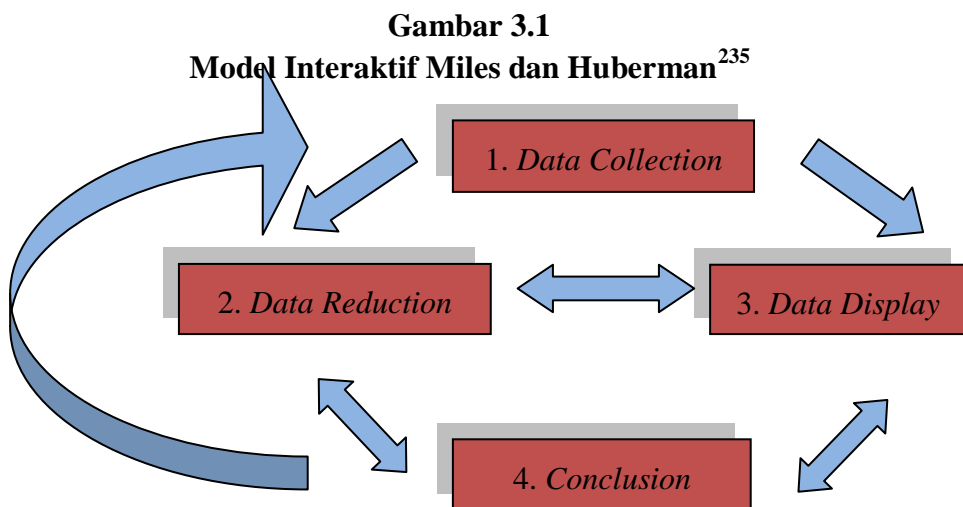 Gambar 3.1
Model Interaktif Miles dan Huberman235
1. Data Collection
2. Data Reduction
3. Data Display
4. Conclusion